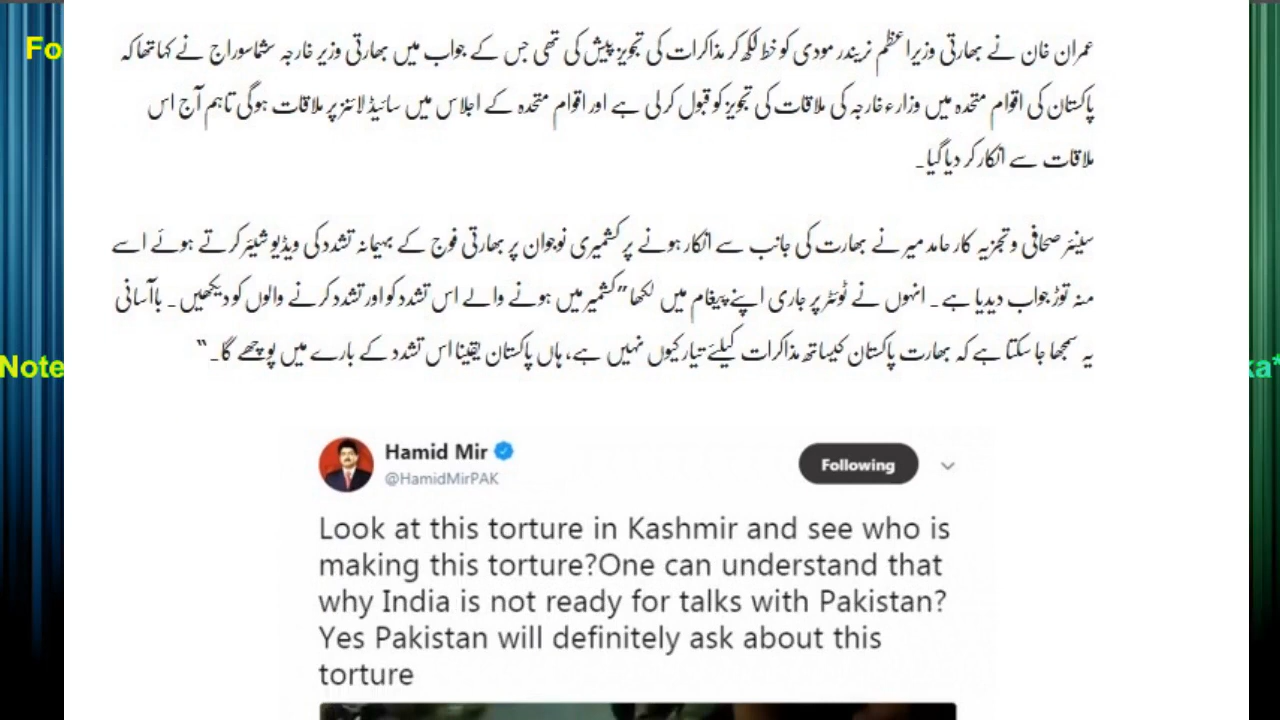 عمران خان نے بھارتی وزیراعظم نریندر مودی کو خط لکھ کر مذاکرات کی تجویز پیش کی تھی جس کے جواب میں بھارتی وزیر خارجہ سشماسوراج نے کہا تھا کہ
پاکستان کی اقوام متحدہ میں وزارءخارجہ کی ملاقات کی تجویز کو قبول کرلی ہے اور اقوام متحدہ کے اجلاس میں سائیڈ لائنز پر ملاقات ہوگی تاہم آج اس
ملاقات سے انکار کر دیا گیا۔
سینئر صحافی و تجزیہ کار حامد میر نے بھارت کی جانب سے انکار ہونے پر کشمیری نوجوان پر بھارتی فوج کے بہیمانہ تشدد کی ویڈیو شیئر کرتے ہوئے اسے
منہ توڑ جواب دیدیا ہے۔ انہوں نے ٹوئٹر پر جاری اپنے پیغام میں لکھا ”کشمیر میں ہونے والے اس تشدد کو اور تشدد کرنے والوں کو دیکھیں۔ باآسانی
یہ سمجھا جا سکتا ہے کہ بھارت پاکستان کیساتھ مذاکرات کیلئے تیار کیوں نہیں ہے، ہاں پاکستان یقینا اس تشدد کے بارے میں پوچھے گا۔“
Hamid Mir
@HamidMirPAK
Following
Look at this torture in Kashmir and see who is
making this torture?One can understand that
why India is not ready for talks with Pakistan?
Yes Pakistan will definitely ask about this
torture
Fo
Note
ka*